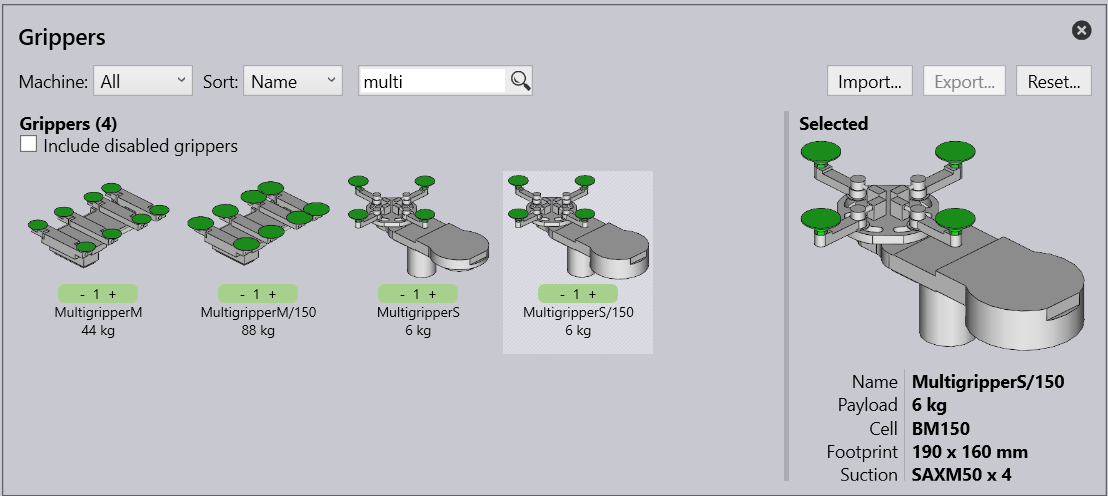 Grippers
Machine: All Sort: Name multi Import... Export... Reset...
Grippers (4)
Include disabled grippers
- 1 + - 1 + - 1 + - 1 +
MultigripperM MultigripperM/150 MultigripperS MultigripperS/150
44 kg 88 kg 6 kg 6 kg
Selected
Name MultigripperS/150
Payload 6 kg
Cell BM150
Footprint 190 x 160 mm
Suction SAXM50 x 4